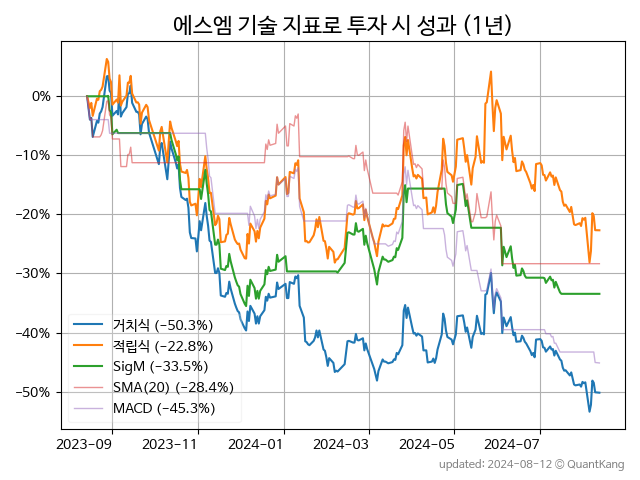 에스엠 기술 지표로 투자 시 성과 (1년)
0%
−10%
−20%
−30%
−40%
−50%
거치식 (−50.3%)
적립식 (−22.8%)
SigM (−33.5%)
SMA(20) (−28.4%)
MACD (−45.3%)
2023−09 2023−11 2024−01 2024−03 2024−05 2024−07
updated: 2024−08−12 © QuantKang